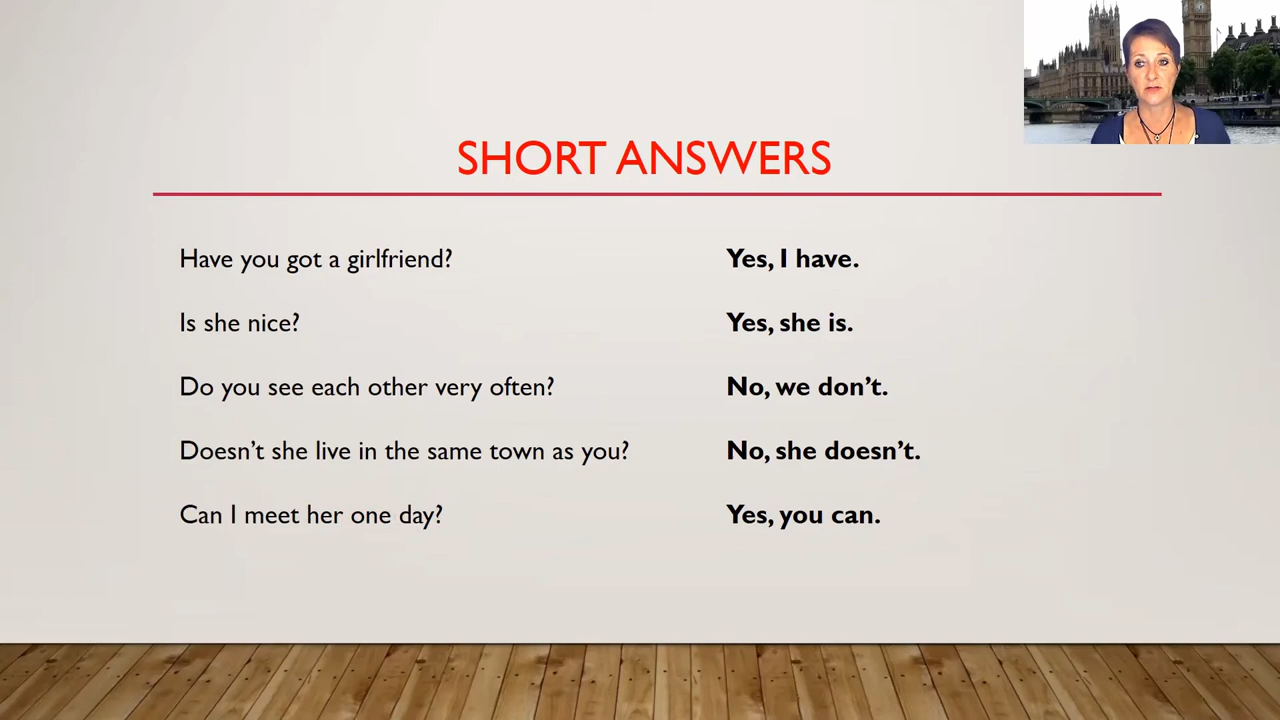 SHORT ANSWERS
Have you got a girlfriend? Yes, I have.
Is she nice? Yes, she is.
Do you see each other very often? No, we don’t.
Doesn’t she live in the same town as you? No, she doesn’t.
Can I meet her one day? Yes, you can.